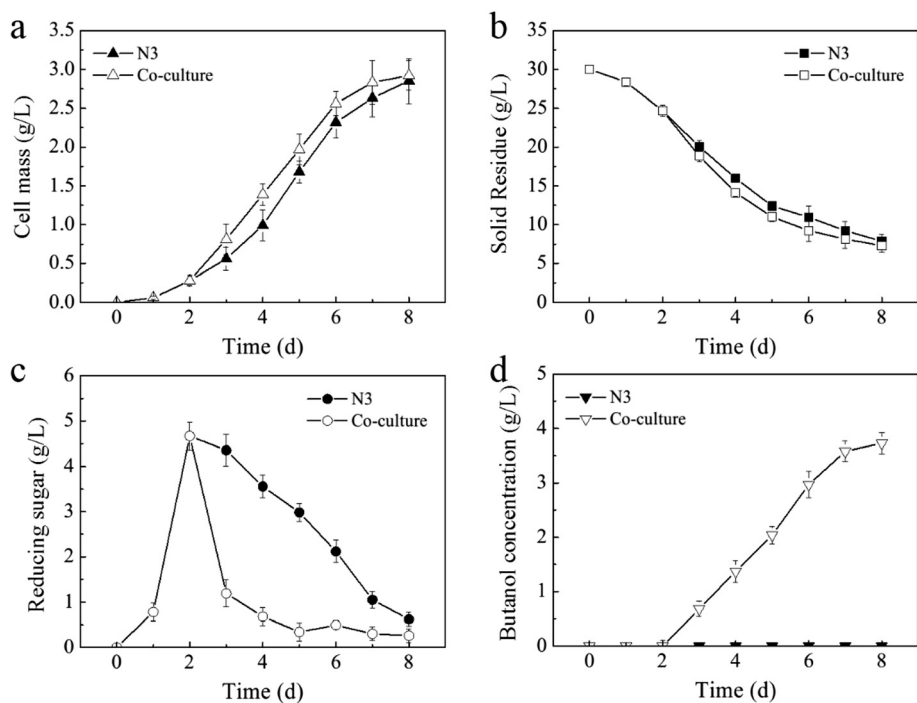 a
3.5
3.0
2.5
2.0
1.5
1.0
0.5
0.0
Cell mass (g/L)
N3
Co-culture
0 2 4 6 8
Time (d)
b
35
30
25
20
15
10
5
0
Solid Residue (g/L)
N3
Co-culture
0 2 4 6 8
Time (d)
c
6
5
4
3
2
1
0
Reducing sugar (g/L)
N3
Co-culture
0 2 4 6 8
Time (d)
d
5
4
3
2
1
0
Butanol concentration (g/L)
N3
Co-culture
0 2 4 6 8
Time (d)